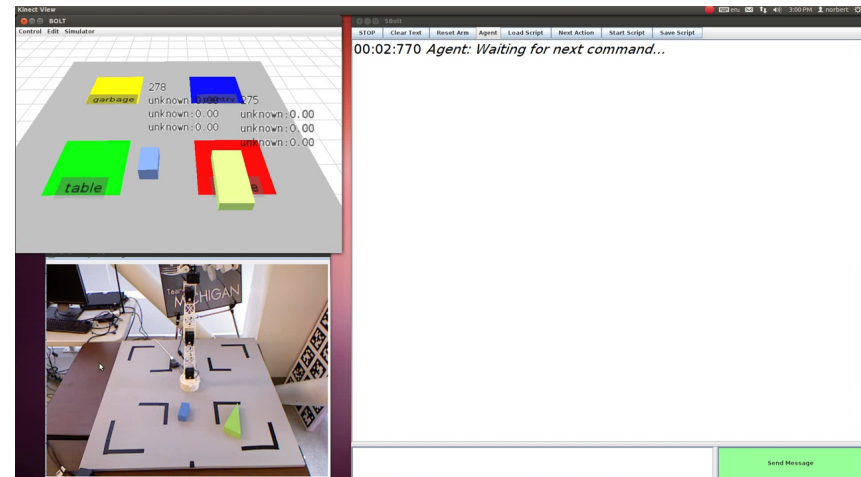 Kinect View
en
3:00 PM
norbert
BOLT
Control Edit Simulator
278
unknown:0.00
unknown:0.00
275
unknown:0.00
unknown:0.00
unknown:0.00
garbage
table
MICHIGAN
SBolt
STOP
Clear Text
Reset Arm
Agent
Load Script
Next Action
Start Script
Save Script
00:02:770 Agent: Waiting for next command...
Send Message